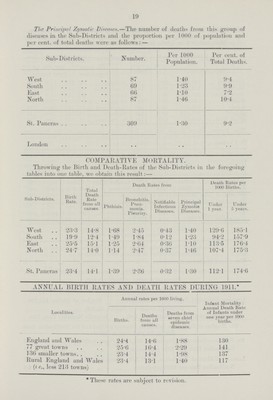 19
The Principal Zymotic Diseases.—The number of deaths from this group of
diseases in the Sub-Districts and the proportion per 1000 of population and
per cent. of total deaths were as follows:—
Sub-Districts. Number. Per 1000 Population. Per cent. of Total Deaths.
West 87 1·40 9·4
South 69 1·23 9·9
East 66 1·10 7·2
North 87 1·46 10·4
St. Pancras 309 1·30 9·2
London .. .. ..
COMPARATIVE MORTALITY.
Throwing the Birth and Death-Rates of the Sub-Districts in the foregoing
tables into one table, we obtain this result:—
Sub-Districts. Birth Rate. Total Death Rate from all causes. Death Rates from Death Rates per 1000 Births.
Phthisis. Bronchitis, Pneumonia, Pleurisy. Notifiable Infectious Diseases. Principal Zymotic Diseases. Under 1 year. Under 5 years.
West 23·3 14·8 1·08 2·45 0·43 1·40 129·6 185·1
South 19·9 12·4 1·49 1·84 0·12 1·23 94·2 157·9
East 25·5 15·1 1·25 2·64 0·36 1·10 113·5 176·4
North 24·7 14·0 1·14 2·47 0·37 1·46 107·4 175·3
St. Pancras 23·4 14·1 1·39 2·36 0·32 1·30 112·1 174·6
ANNUAL BIRTH RATES AND DEATH RATES DURING 1911.*
Localities. Annual rates per 1000 living. Infant Mortality. Annual Death Rate of Infants under one year per 1000 births.
Births. Deaths from all causes. Deaths from seven chief epidemic diseases.
England and Wales 24·4 14·6 1·88 130
77 great towns 25·6 16·4 2·29 141
136 smaller towns 23·4 14·4 1·98 137
Rural England and Wales 23·4 13·1 1·40 117
(i.e., less 213 towns)
* These rates are subject to revision.